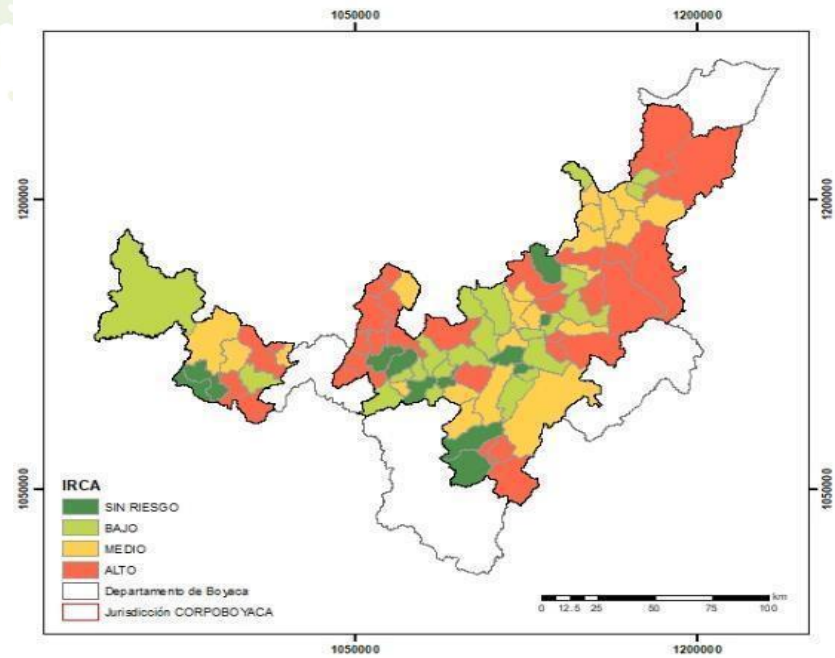 1050000 1200000
1200000 1200000
1050000 1050000
IRCA
SIN RIESGO
BAJO
MEDIO
ALTO
Departamento de Boyaca
Jurisdicción CORPOBOYACA
km
0 12.5 25 50 75 100
1050000 1200000